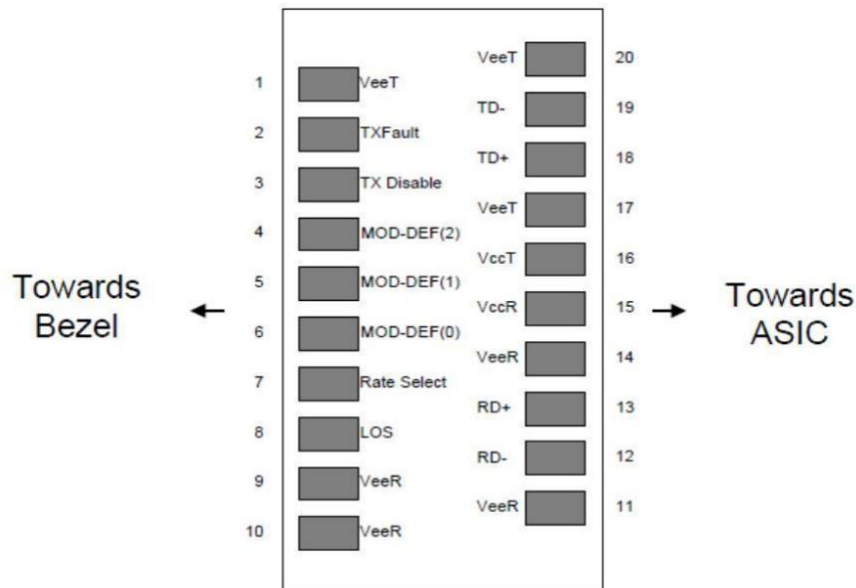 1 VeeT
2 TXFault
3 TX Disable
4 MOD-DEF(2)
5 MOD-DEF(1)
6 MOD-DEF(0)
7 Rate Select
8 LOS
9 VeeR
10 VeeR
VeeT 20
TD- 19
TD+ 18
VeeT 17
VccT 16
VccR 15
VeeR 14
RD+ 13
RD- 12
VeeR 11
Towards
Bezel
Towards
ASIC